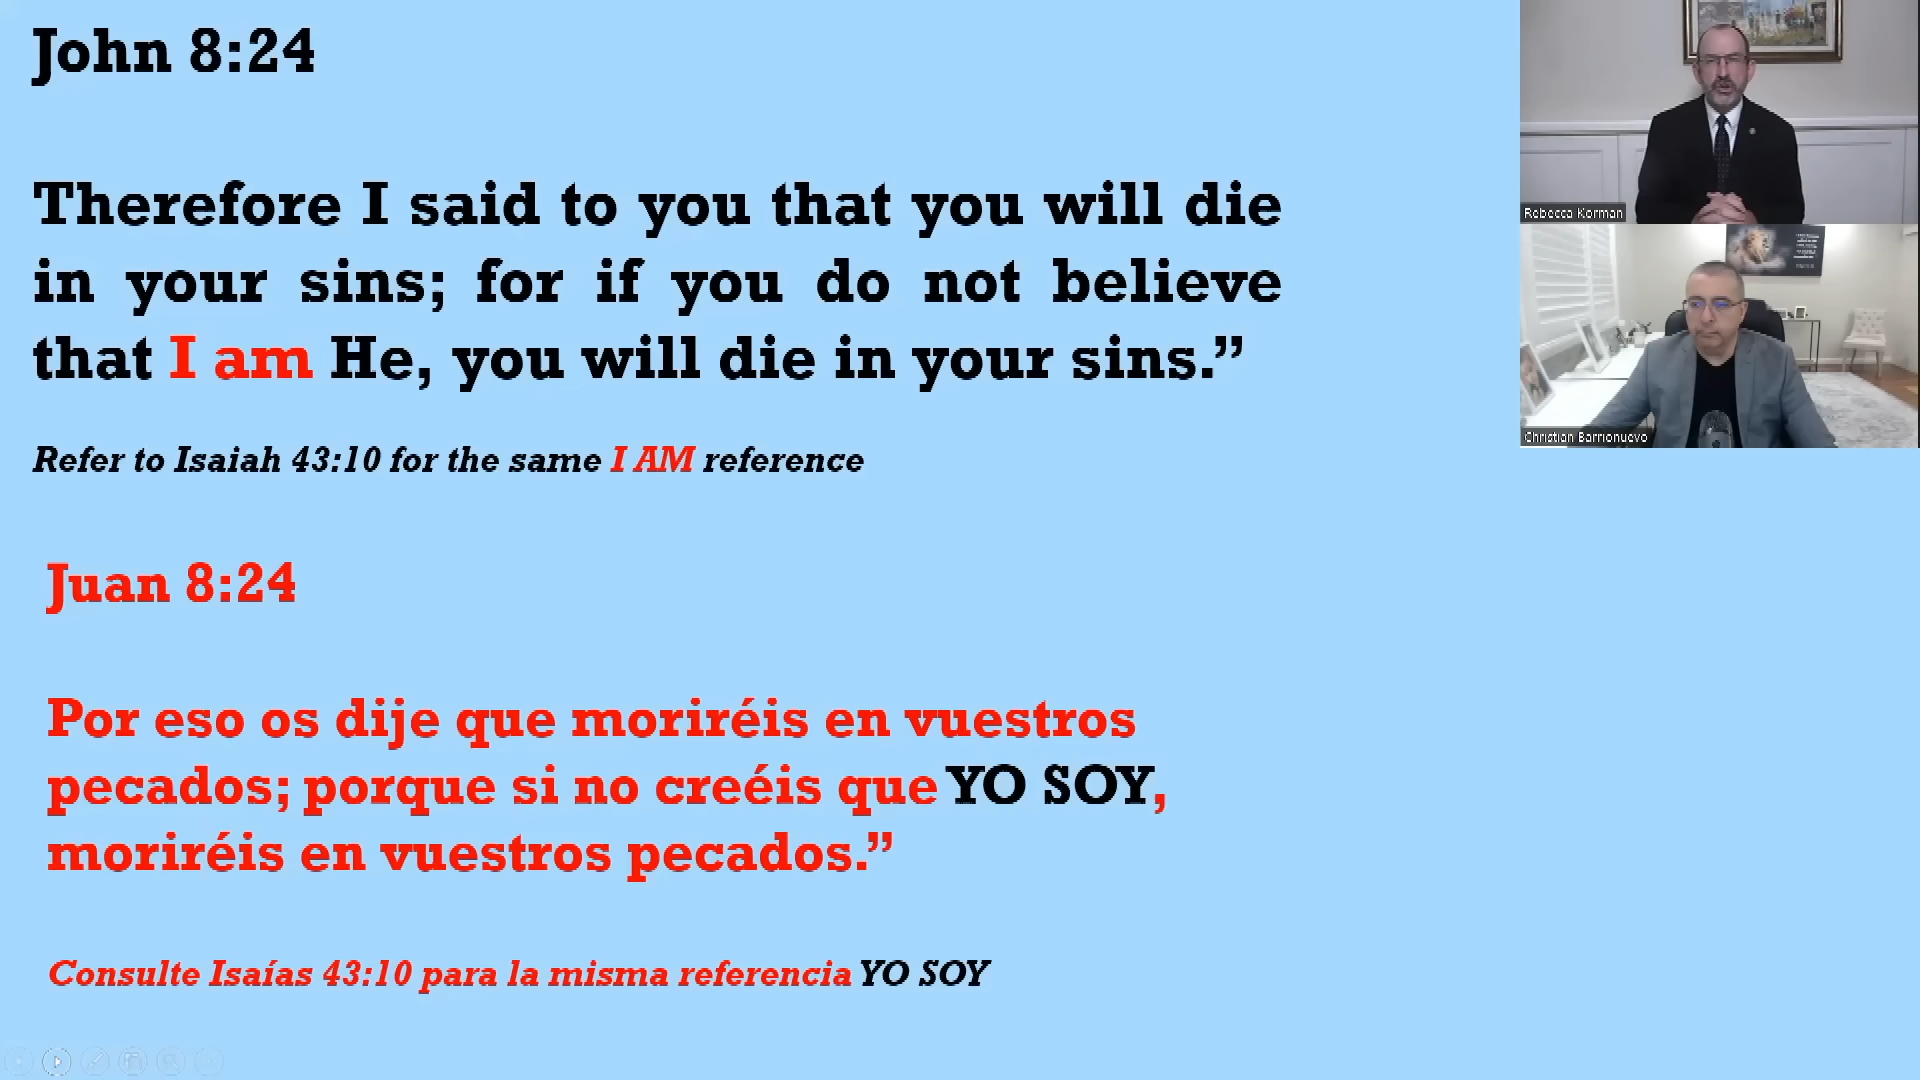 John 8:24
Therefore I said to you that you will die
in your sins; for if you do not believe
that I am He, you will die in your sins.”
Refer to Isaiah 43:10 for the same I AM reference
Juan 8:24
Por eso os dije que moriréis en vuestros
pecados; porque si no creéis que YO SOY,
moriréis en vuestros pecados.”
Consulte Isaías 43:10 para la misma referencia YO SOY
Rebecca Korman
Christian Barrionuevo